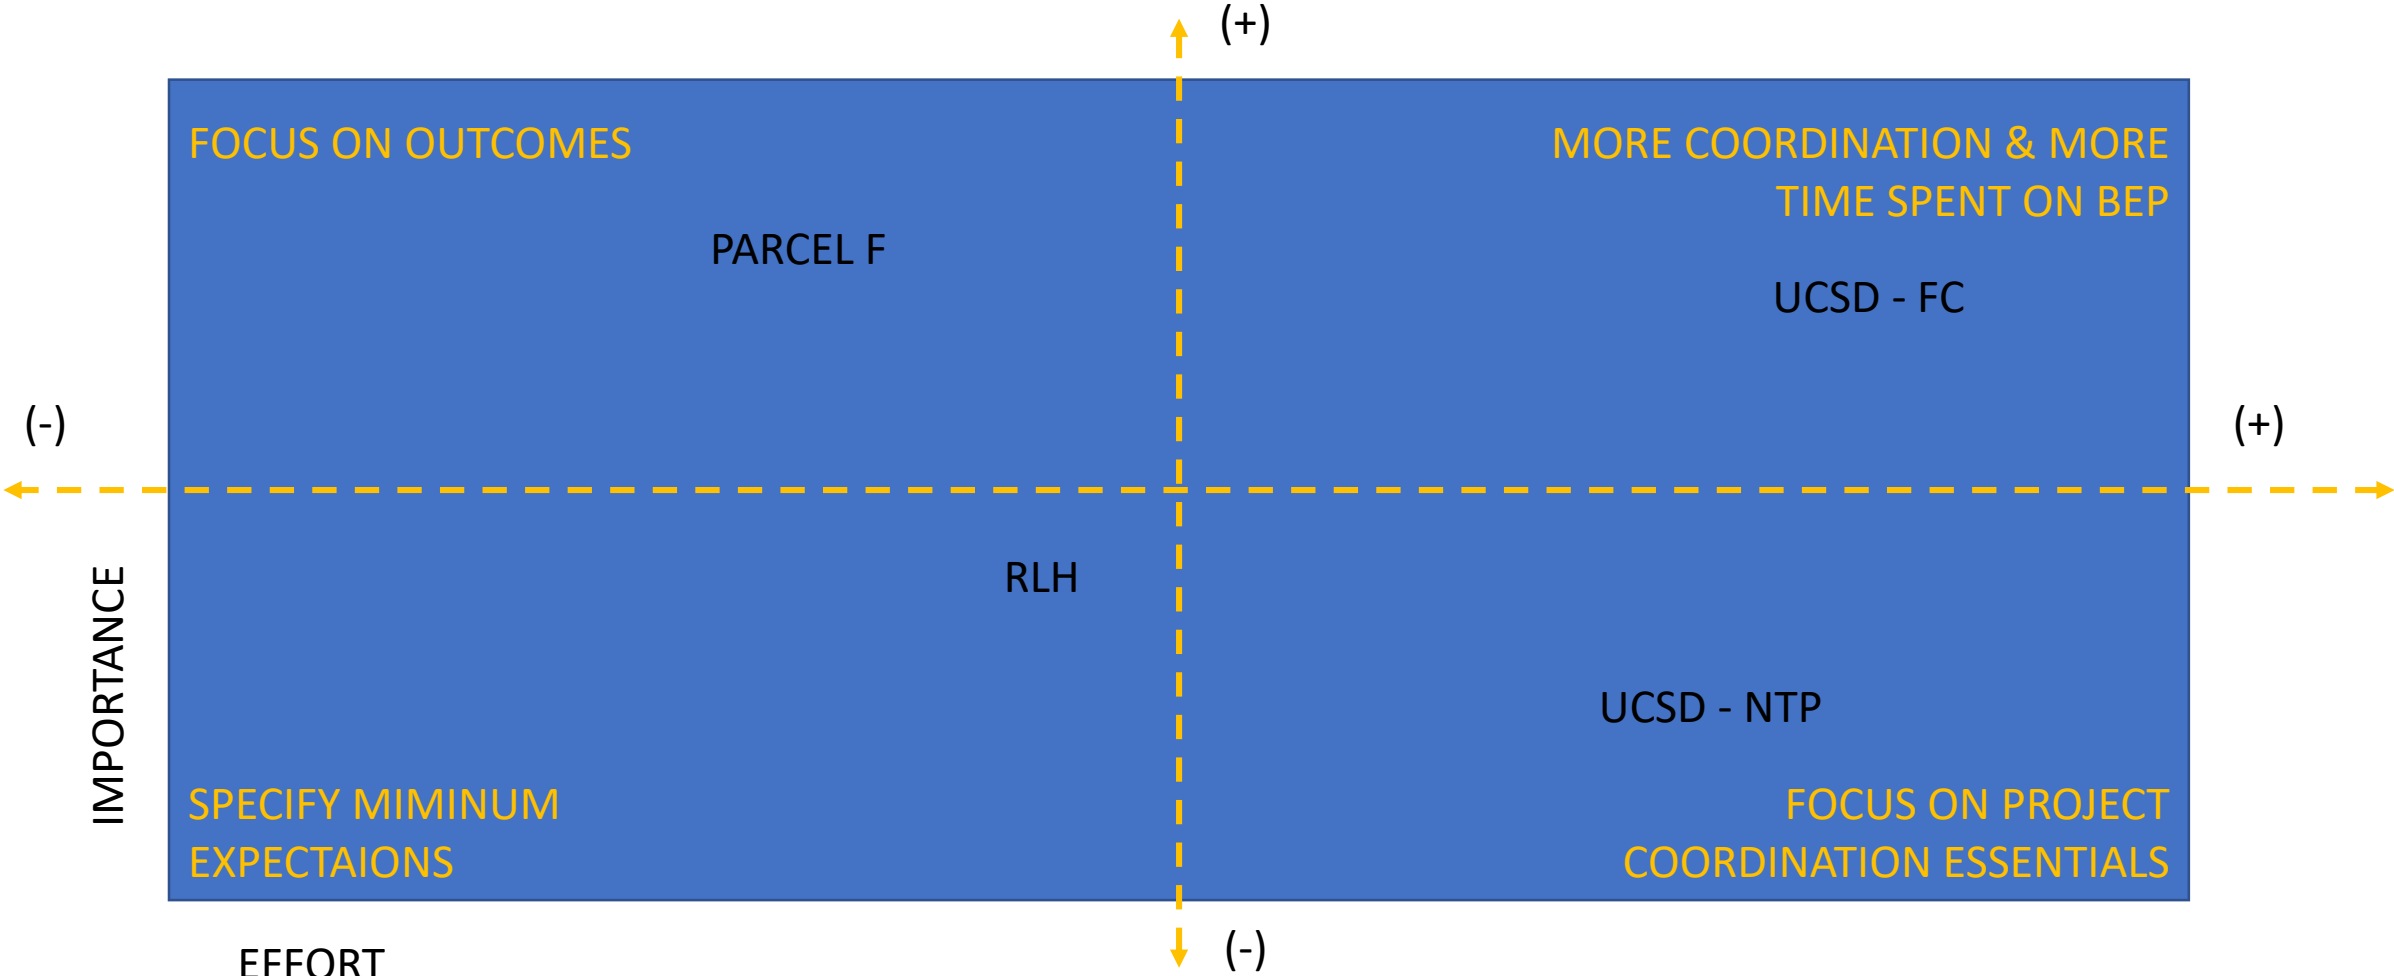 (+)
FOCUS ON OUTCOMES
MORE COORDINATION & MORE
TIME SPENT ON BEP
PARCEL F
UCSD - FC
(-)
(+)
IMPORTANCE
RLH
UCSD - NTP
SPECIFY MIMINUM
EXPECTAIONS
FOCUS ON PROJECT
COORDINATION ESSENTIALS
EFFORT
(-)